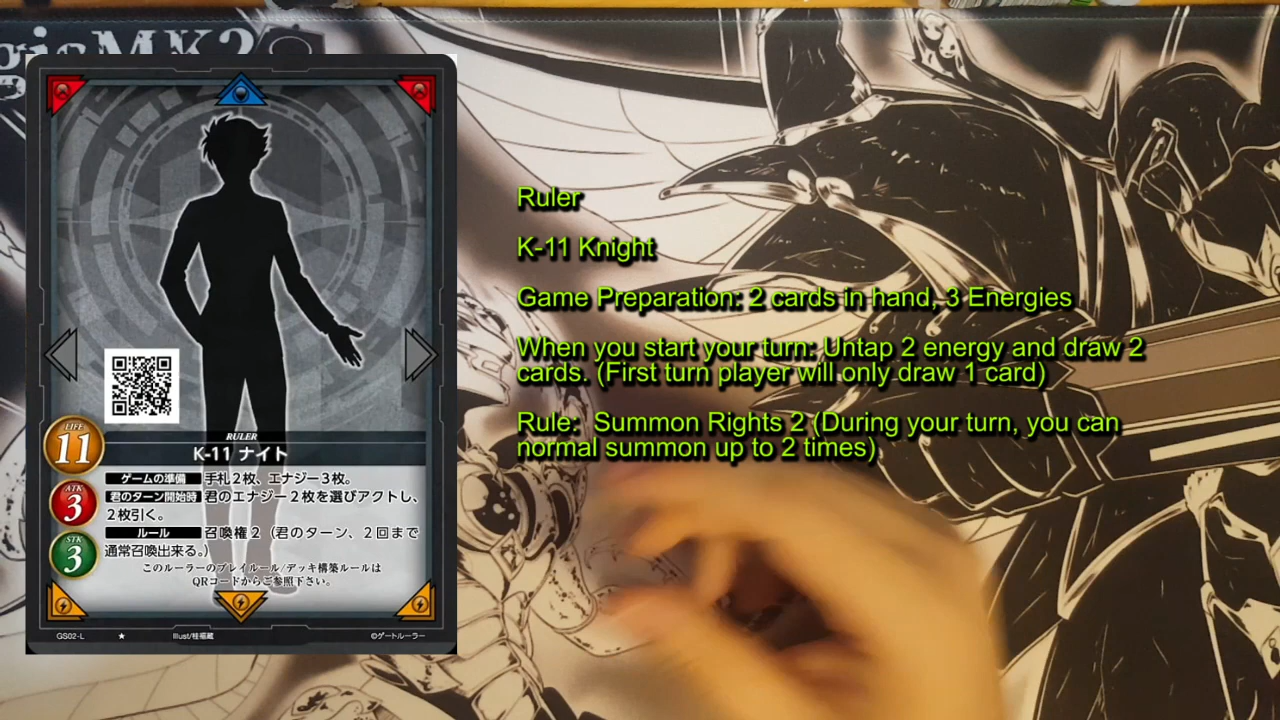 gisMK2
LIFE
11
RULER
K-11 ナイト
ATK
3
STK
3
ゲームの準備 手札2枚、エナジー3枚。
君のターン開始時 君のエナジー2枚を選びアクトし、
2枚引く。
ルール 召喚権2（君のターン、2回まで
通常召喚出来る。）
このルーラーのプレイルール/デッキ構築ルールは
QRコードからご参照下さい。
GS02-L ★ Illust/桂福蔵 ©ゲートルーラー
Ruler
K-11 Knight
Game Preparation: 2 cards in hand, 3 Energies
When you start your turn: Untap 2 energy and draw 2
cards. (First turn player will only draw 1 card)
Rule: Summon Rights 2 (During your turn, you can
normal summon up to 2 times)